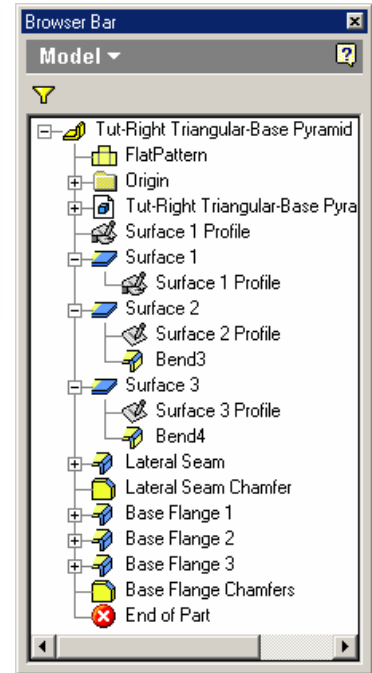 Browser Bar
Model
Tut-Right Triangular-Base Pyramid
FlatPattern
Origin
Tut-Right Triangular-Base Pyra
Surface 1 Profile
Surface 1
Surface 1 Profile
Surface 2
Surface 2 Profile
Bend3
Surface 3
Surface 3 Profile
Bend4
Lateral Seam
Lateral Seam Chamfer
Base Flange 1
Base Flange 2
Base Flange 3
Base Flange Chamfers
End of Part